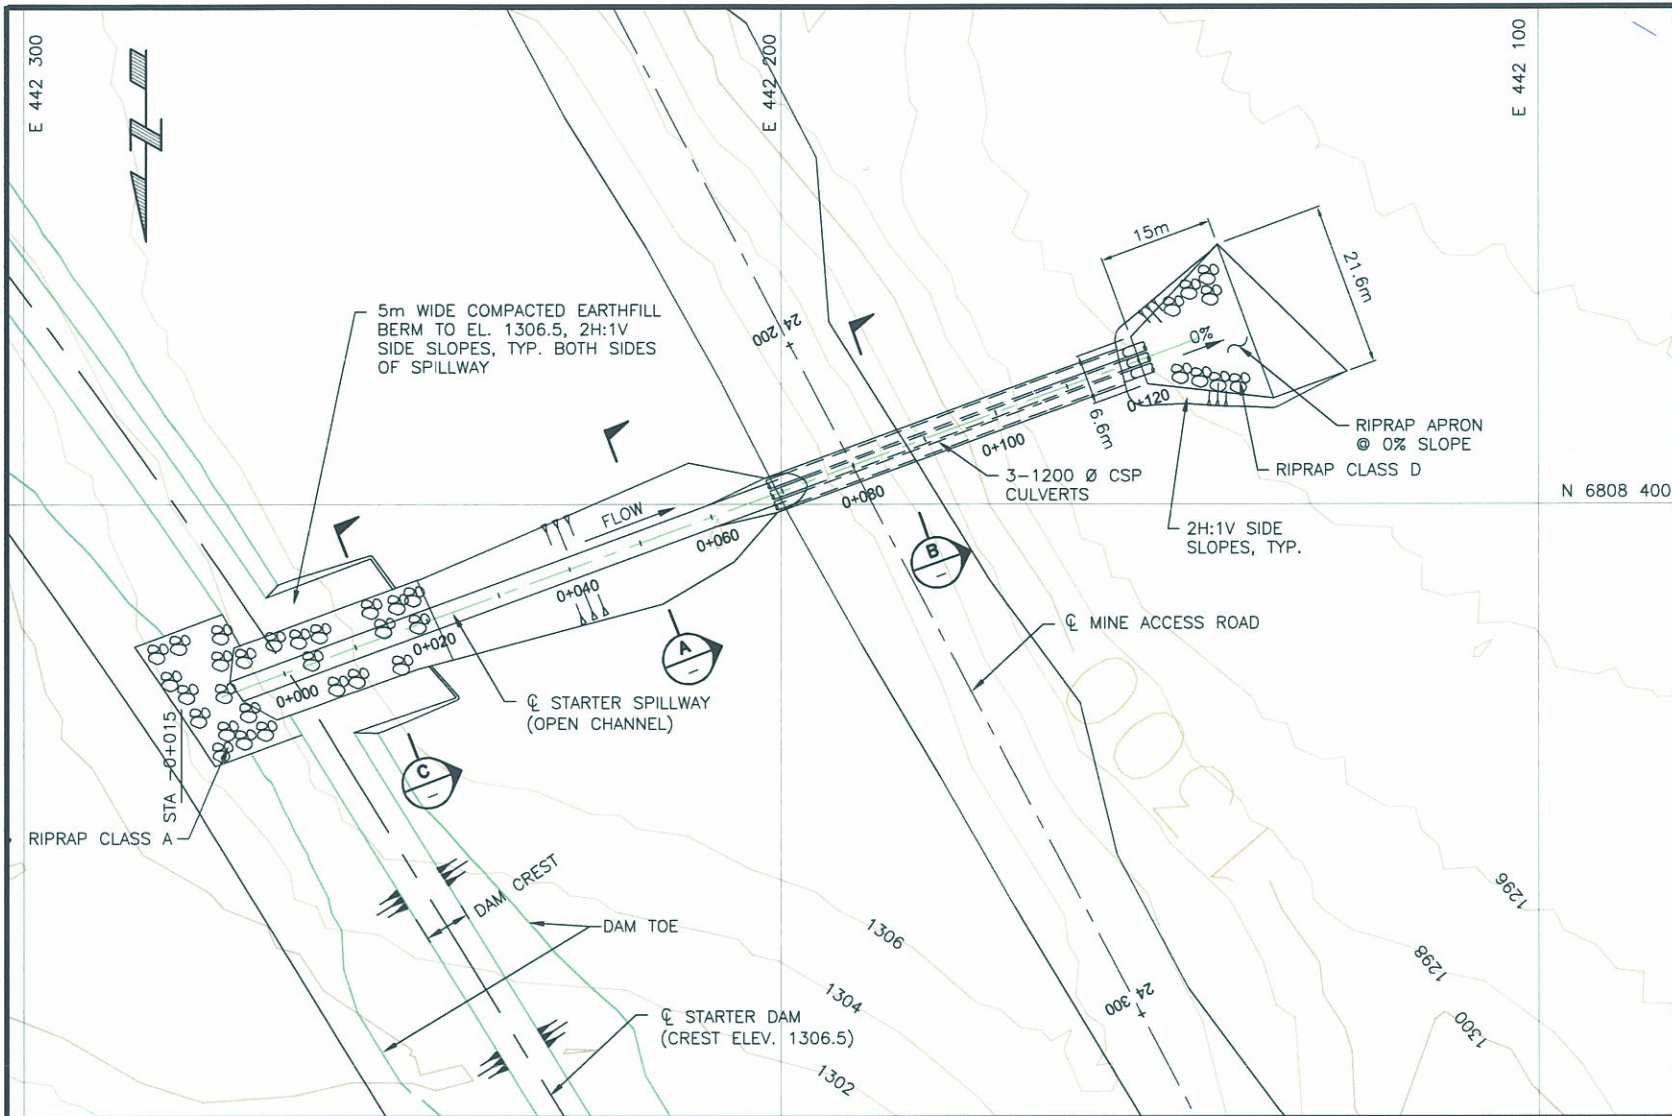 E 442 300
E 442 200
E 442 100
N
5m WIDE COMPACTED EARTHFILL
BERM TO EL. 1306.5, 2H:1V
SIDE SLOPES, TYP. BOTH SIDES
OF SPILLWAY
24 200
15m
21.6m
0%
0+120
6.6m
RIPRAP APRON
@ 0% SLOPE
RIPRAP CLASS D
0+100
3-1200 Ø CSP
CULVERTS
0+080
N 6808 400
2H:1V SIDE
SLOPES, TYP.
FLOW
0+060
0+040
0+020
0+000
B
–
A
–
C
–
℄ MINE ACCESS ROAD
℄ STARTER SPILLWAY
(OPEN CHANNEL)
STA -0+015
RIPRAP CLASS A
DAM CREST
DAM TOE
℄ STARTER DAM
(CREST ELEV. 1306.5)
1300
1306
1304
1302
24 300
1296
1298
1300